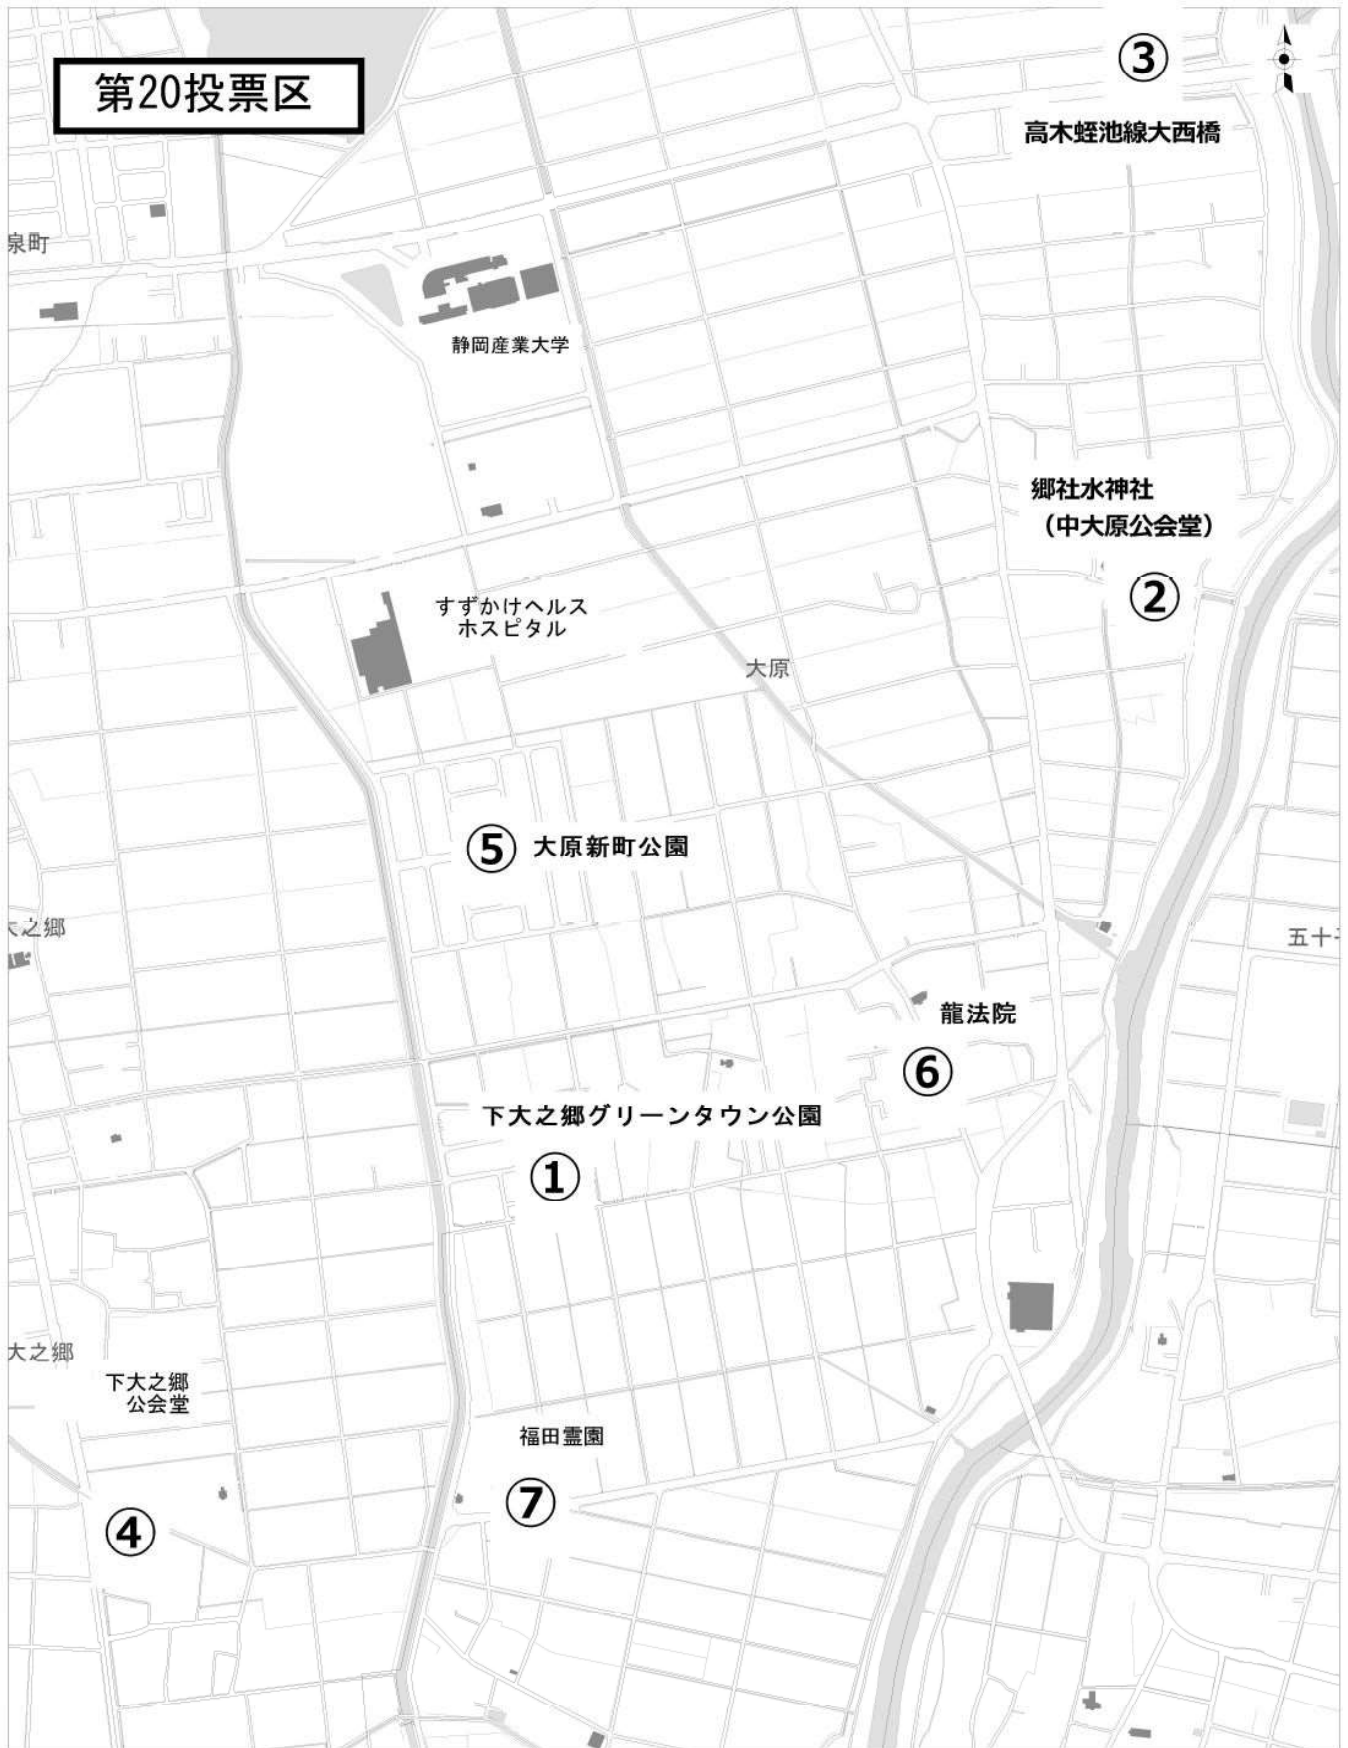 ③
第20投票区
高木蛭池線大西橋
泉町
静岡産業大学
郷社水神社
（中大原公会堂）
②
すずかけヘルス
ホスピタル
大原
⑤ 大原新町公園
大之郷
五十
龍法院
⑥
下大之郷グリーンタウン公園
①
大之郷
下大之郷
公会堂
福田霊園
⑦
④